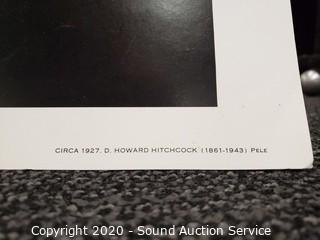 CIRCA 1927. D. HOWARD HITCHCOCK (1861-1943) PELE
Copyright 2020 - Sound Auction Service